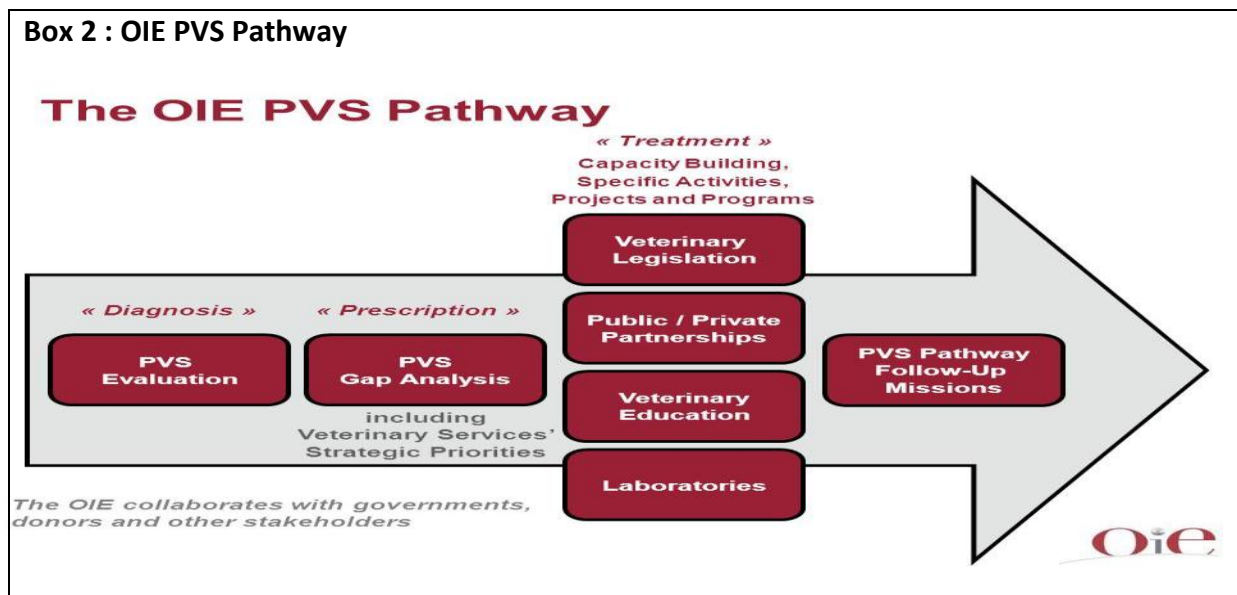 Box 2 : OIE PVS Pathway
The OIE PVS Pathway
« Treatment »
Capacity Building,
Specific Activities,
Projects and Programs
« Diagnosis »
PVS
Evaluation
« Prescription »
PVS
Gap Analysis
including
Veterinary Services’
Strategic Priorities
Veterinary
Legislation
Public / Private
Partnerships
Veterinary
Education
Laboratories
PVS Pathway
Follow-Up
Missions
The OIE collaborates with governments,
donors and other stakeholders
Oie